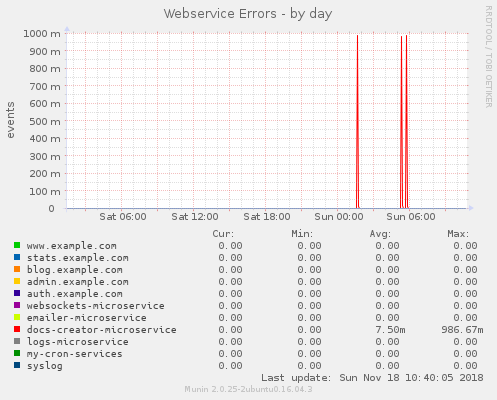 Webservice Errors - by day
RRDTOOL / TOBI OETIKER
events
1000 m
900 m
800 m
700 m
600 m
500 m
400 m
300 m
200 m
100 m
0
Sat 06:00 Sat 12:00 Sat 18:00 Sun 00:00 Sun 06:00
Cur: Min: Avg: Max:
www.example.com 0.00 0.00 0.00 0.00
stats.example.com 0.00 0.00 0.00 0.00
blog.example.com 0.00 0.00 0.00 0.00
admin.example.com 0.00 0.00 0.00 0.00
auth.example.com 0.00 0.00 0.00 0.00
websockets-microservice 0.00 0.00 0.00 0.00
emailer-microservice 0.00 0.00 0.00 0.00
docs-creator-microservice 0.00 0.00 7.50m 986.67m
logs-microservice 0.00 0.00 0.00 0.00
my-cron-services 0.00 0.00 0.00 0.00
syslog 0.00 0.00 0.00 0.00
Last update: Sun Nov 18 10:40:05 2018
Munin 2.0.25-2ubuntu0.16.04.3